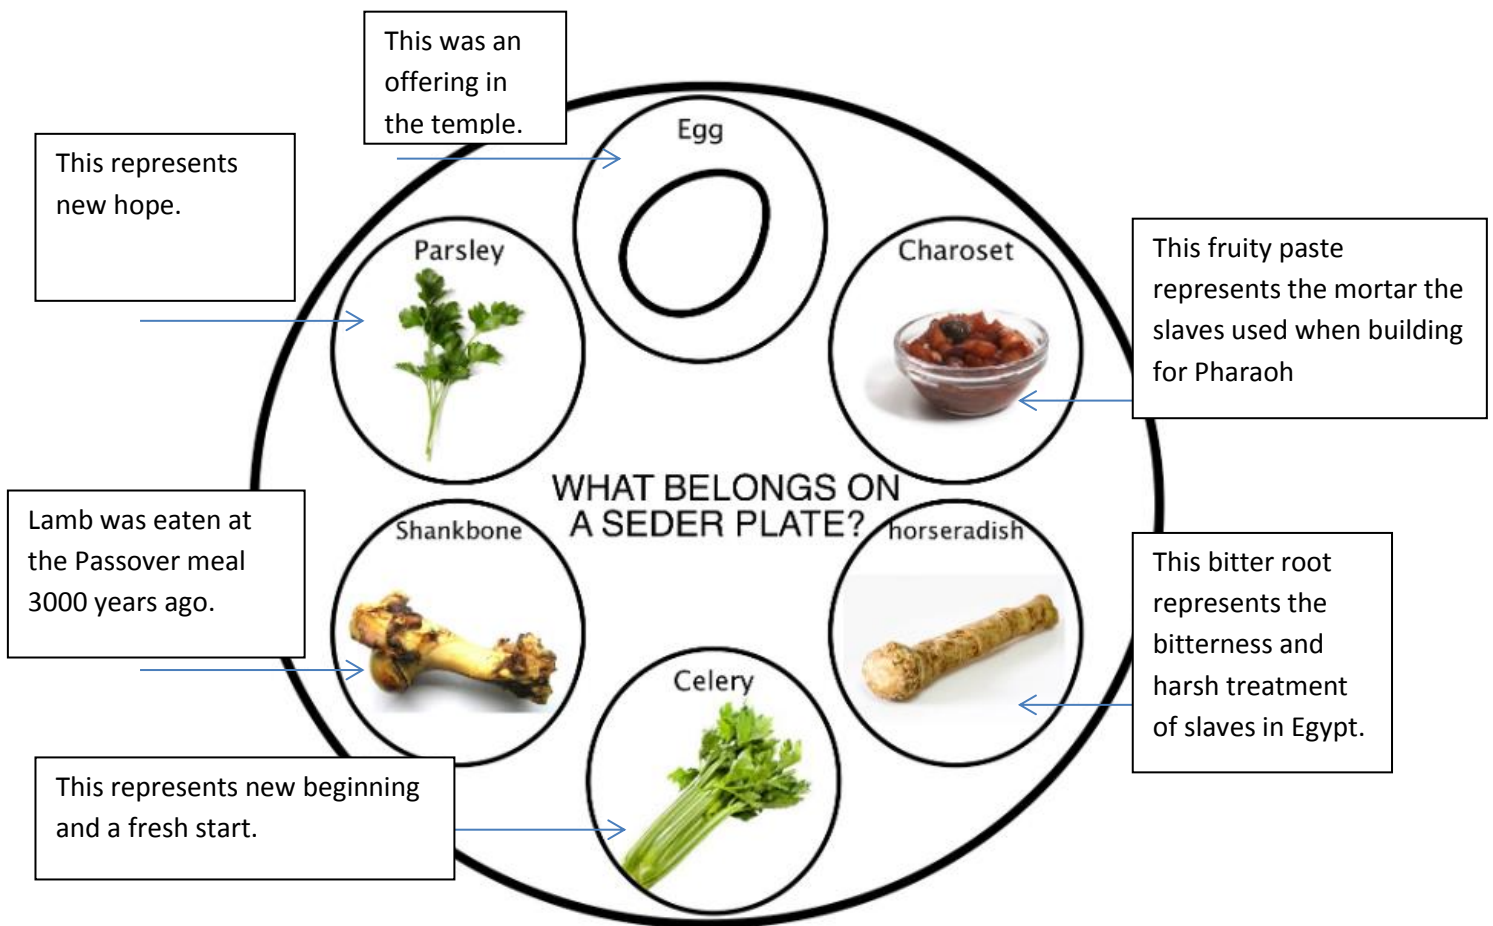 This was an
offering in
the temple.
Egg
This represents
new hope.
Parsley
Charoset
This fruity paste
represents the mortar the
slaves used when building
for Pharaoh
WHAT BELONGS ON
A SEDER PLATE?
Lamb was eaten at
the Passover meal
3000 years ago.
Shankbone
horseradish
This bitter root
represents the
bitterness and
harsh treatment
of slaves in Egypt.
Celery
This represents new beginning
and a fresh start.